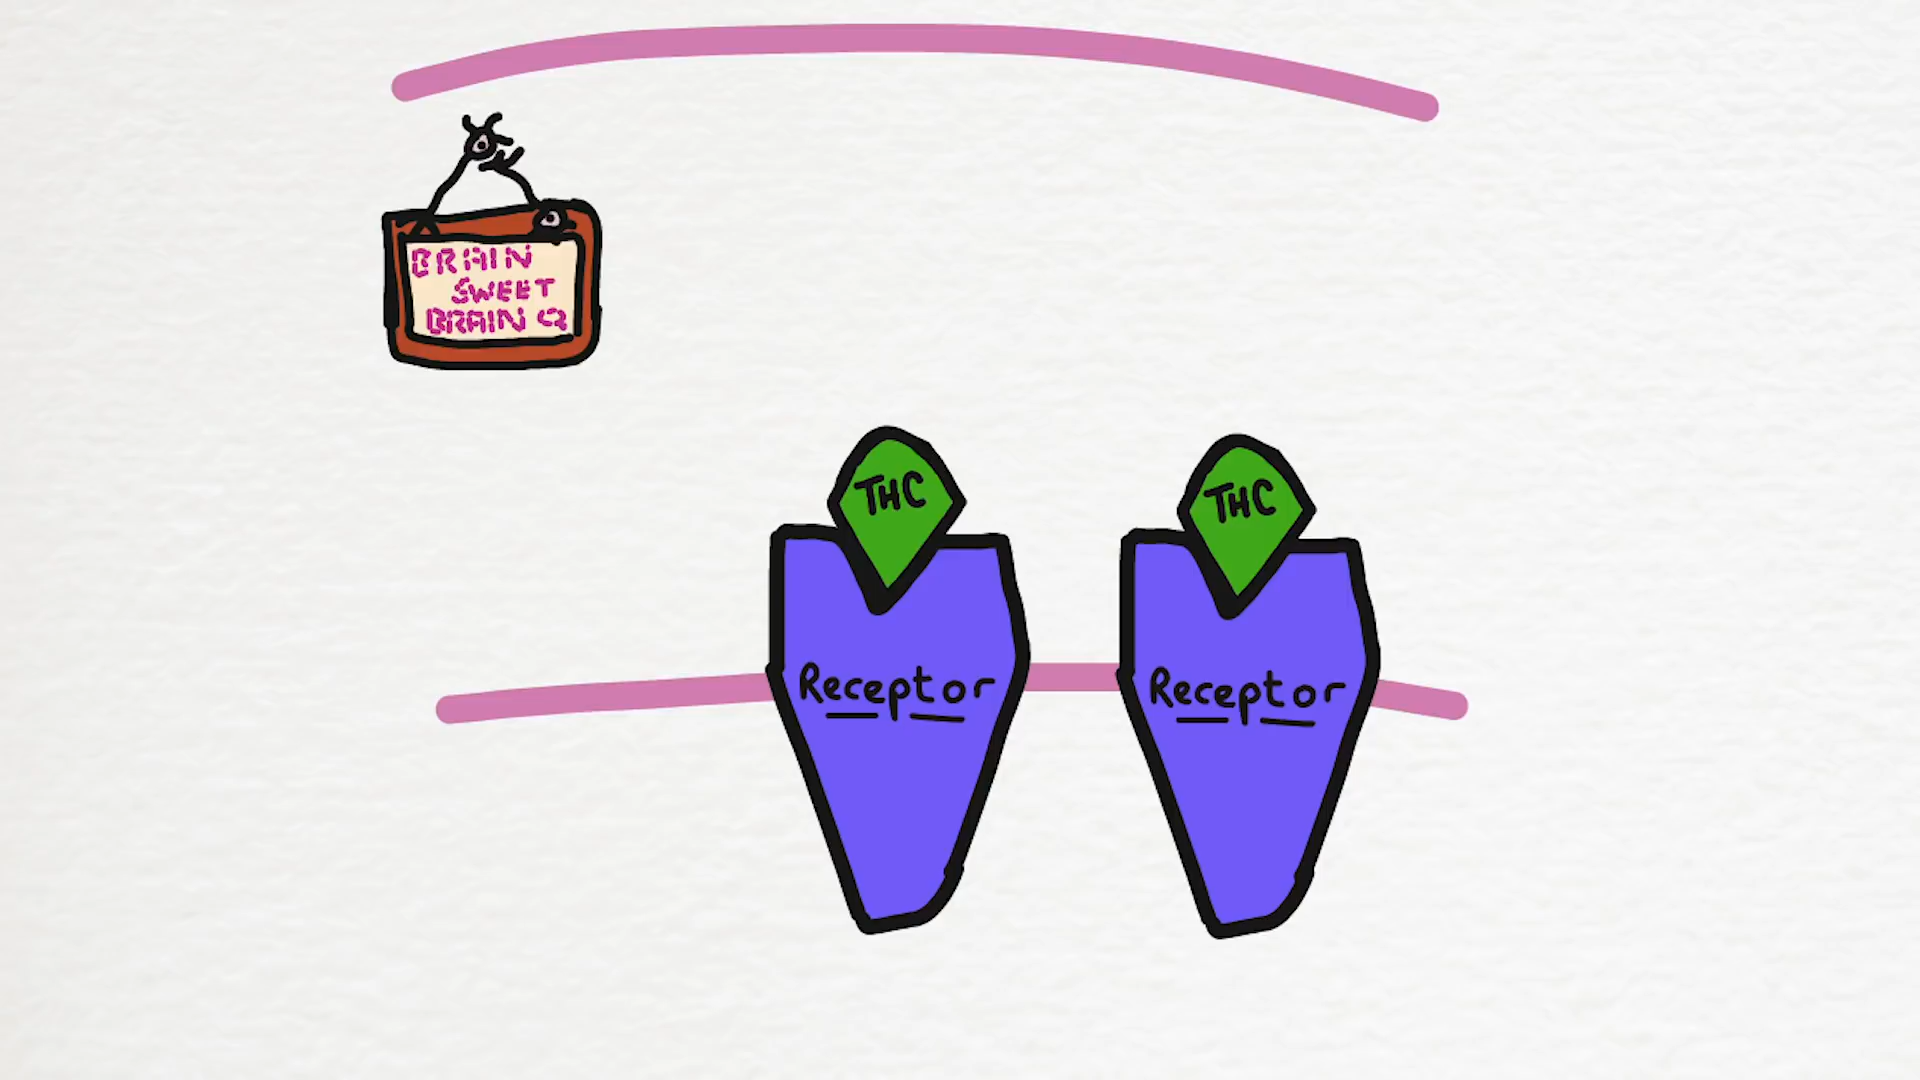 BRAIN
SWEET
BRAIN
THC
THC
Receptor
Receptor